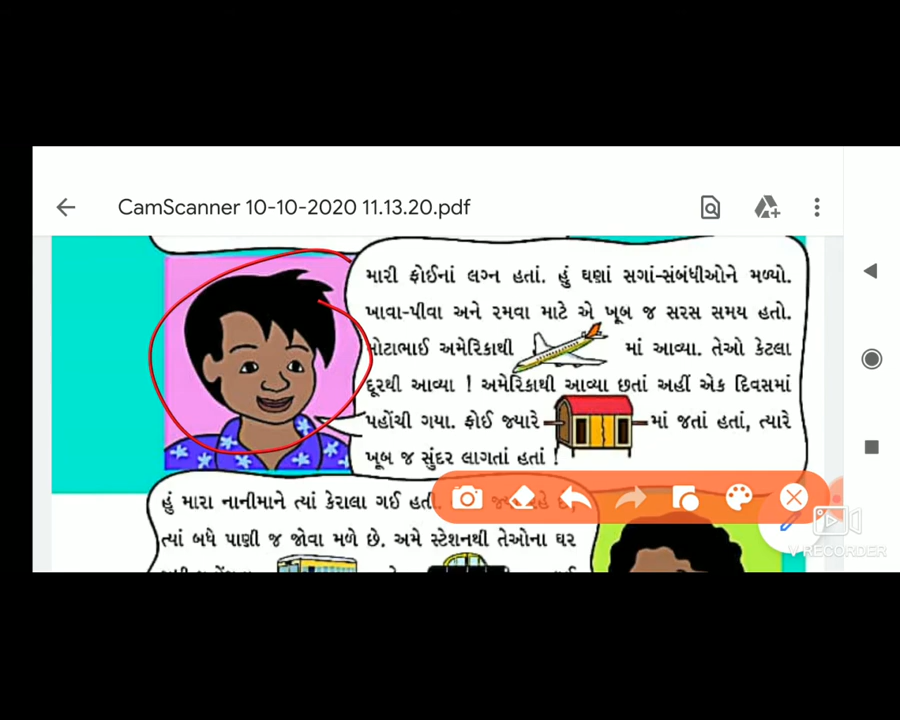 CamScanner 10-10-2020 11.13.20.pdf
મારી ફોઈનાં લગ્ન હતાં. હું ઘણાં સગાં-સંબંધીઓને મળ્યો.
ખાવા-પીવા અને રમવા માટે એ ખૂબ જ સરસ સમય હતો.
મોટાભાઈ અમેરિકાથી માં આવ્યા. તેઓ કેટલા
દૂરથી આવ્યા ! અમેરિકાથી આવ્યા છતાં અહીં એક દિવસમાં
પહોંચી ગયા. ફોઈ જ્યારે માં જતાં હતાં, ત્યારે
ખૂબ જ સુંદર લાગતાં હતાં !
હું મારા નાનીમાને ત્યાં કેરાલા ગઈ હતી.
ત્યાં બધે પાણી જ જોવા મળે છે. અમે સ્ટેશનથી તેઓના ઘર
V RECORDER